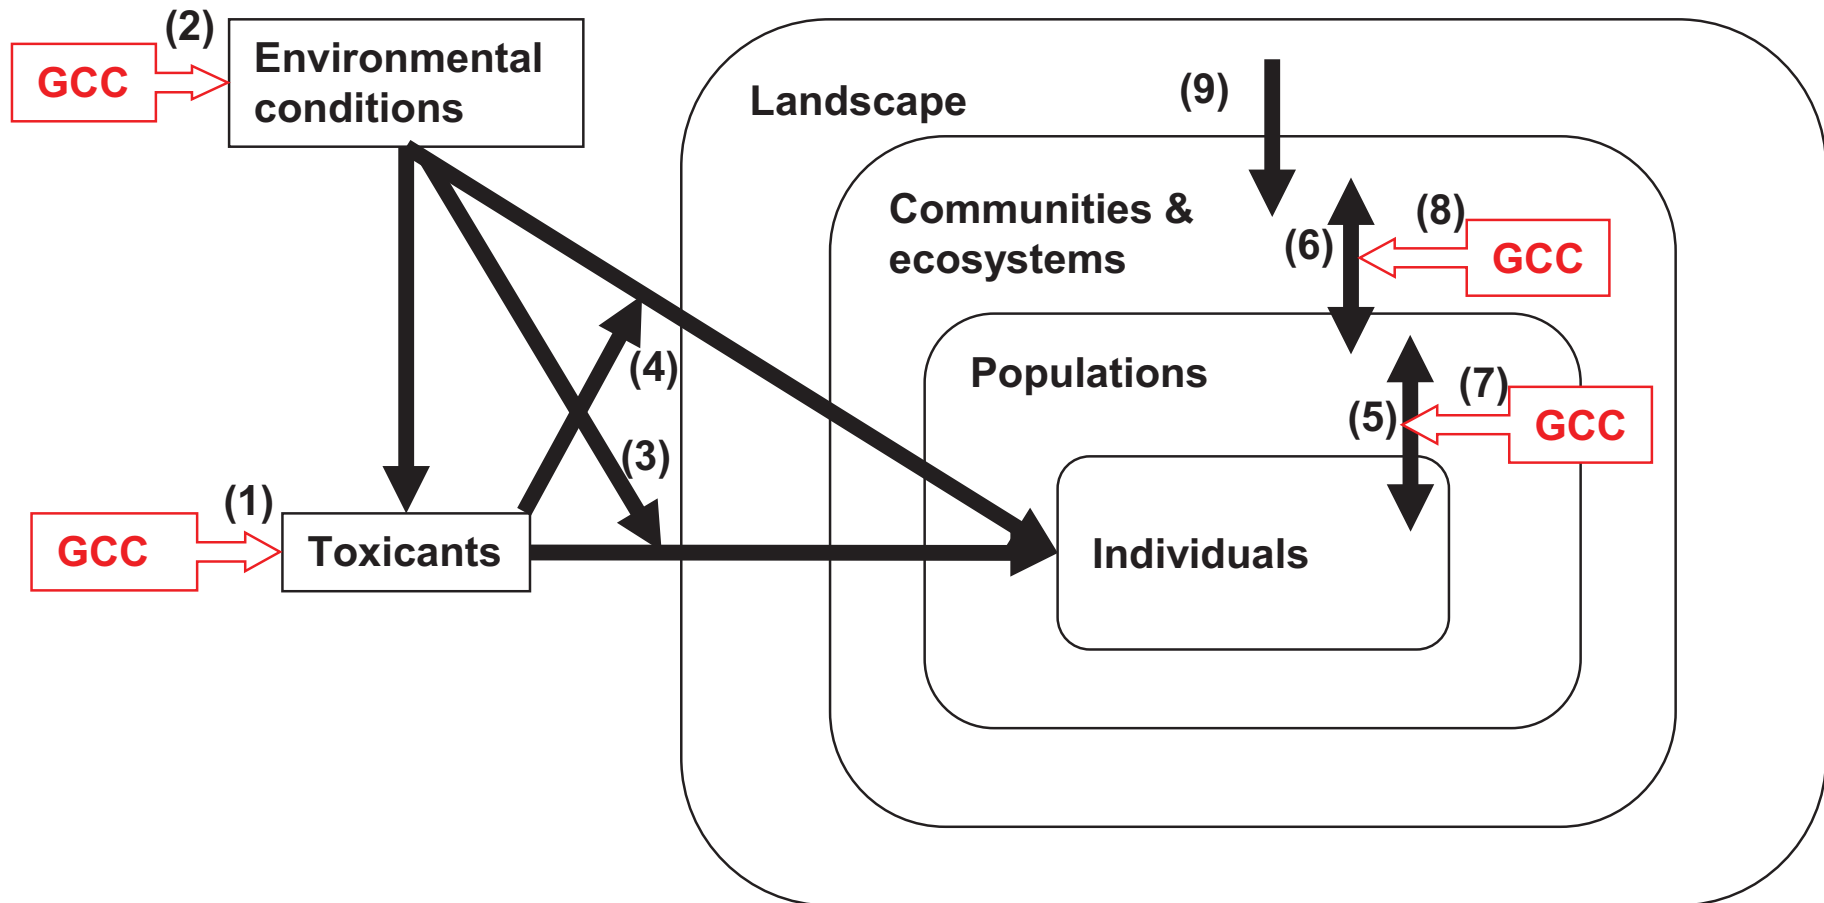 (2)
GCC
Environmental
conditions
Landscape
(9)
Communities &
ecosystems
(6)
(8)
GCC
(4)
Populations
(5)
(7)
GCC
(3)
(1)
GCC
Toxicants
Individuals